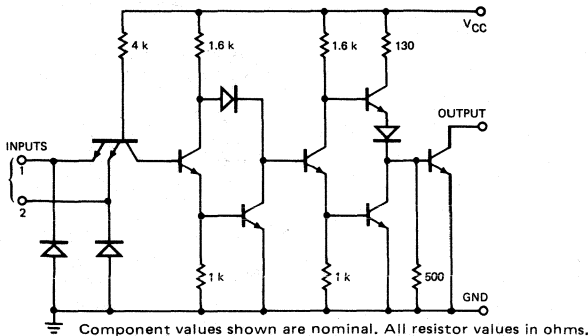 VCC
4 k
1.6 k
1.6 k
130
OUTPUT
INPUTS
1
2
1 k
1 k
500
GND
Component values shown are nominal. All resistor values in ohms.